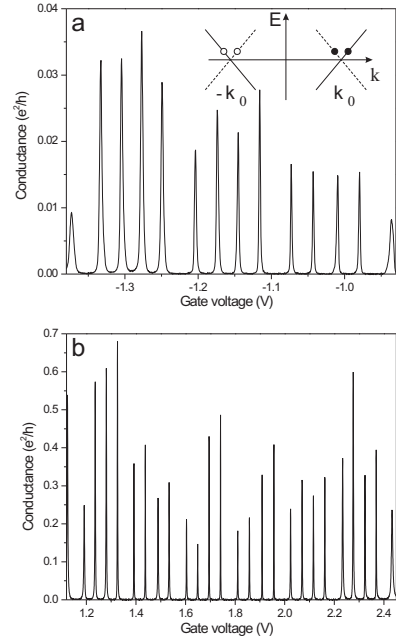 a
E
k
-k₀
k₀
0.04
0.03
0.02
0.01
0.00
Conductance (e²/h)
-1.3
-1.2
-1.1
-1.0
Gate voltage (V)
b
0.7
0.6
0.5
0.4
0.3
0.2
0.1
0.0
Conductance (e²/h)
1.2
1.4
1.6
1.8
2.0
2.2
2.4
Gate voltage (V)